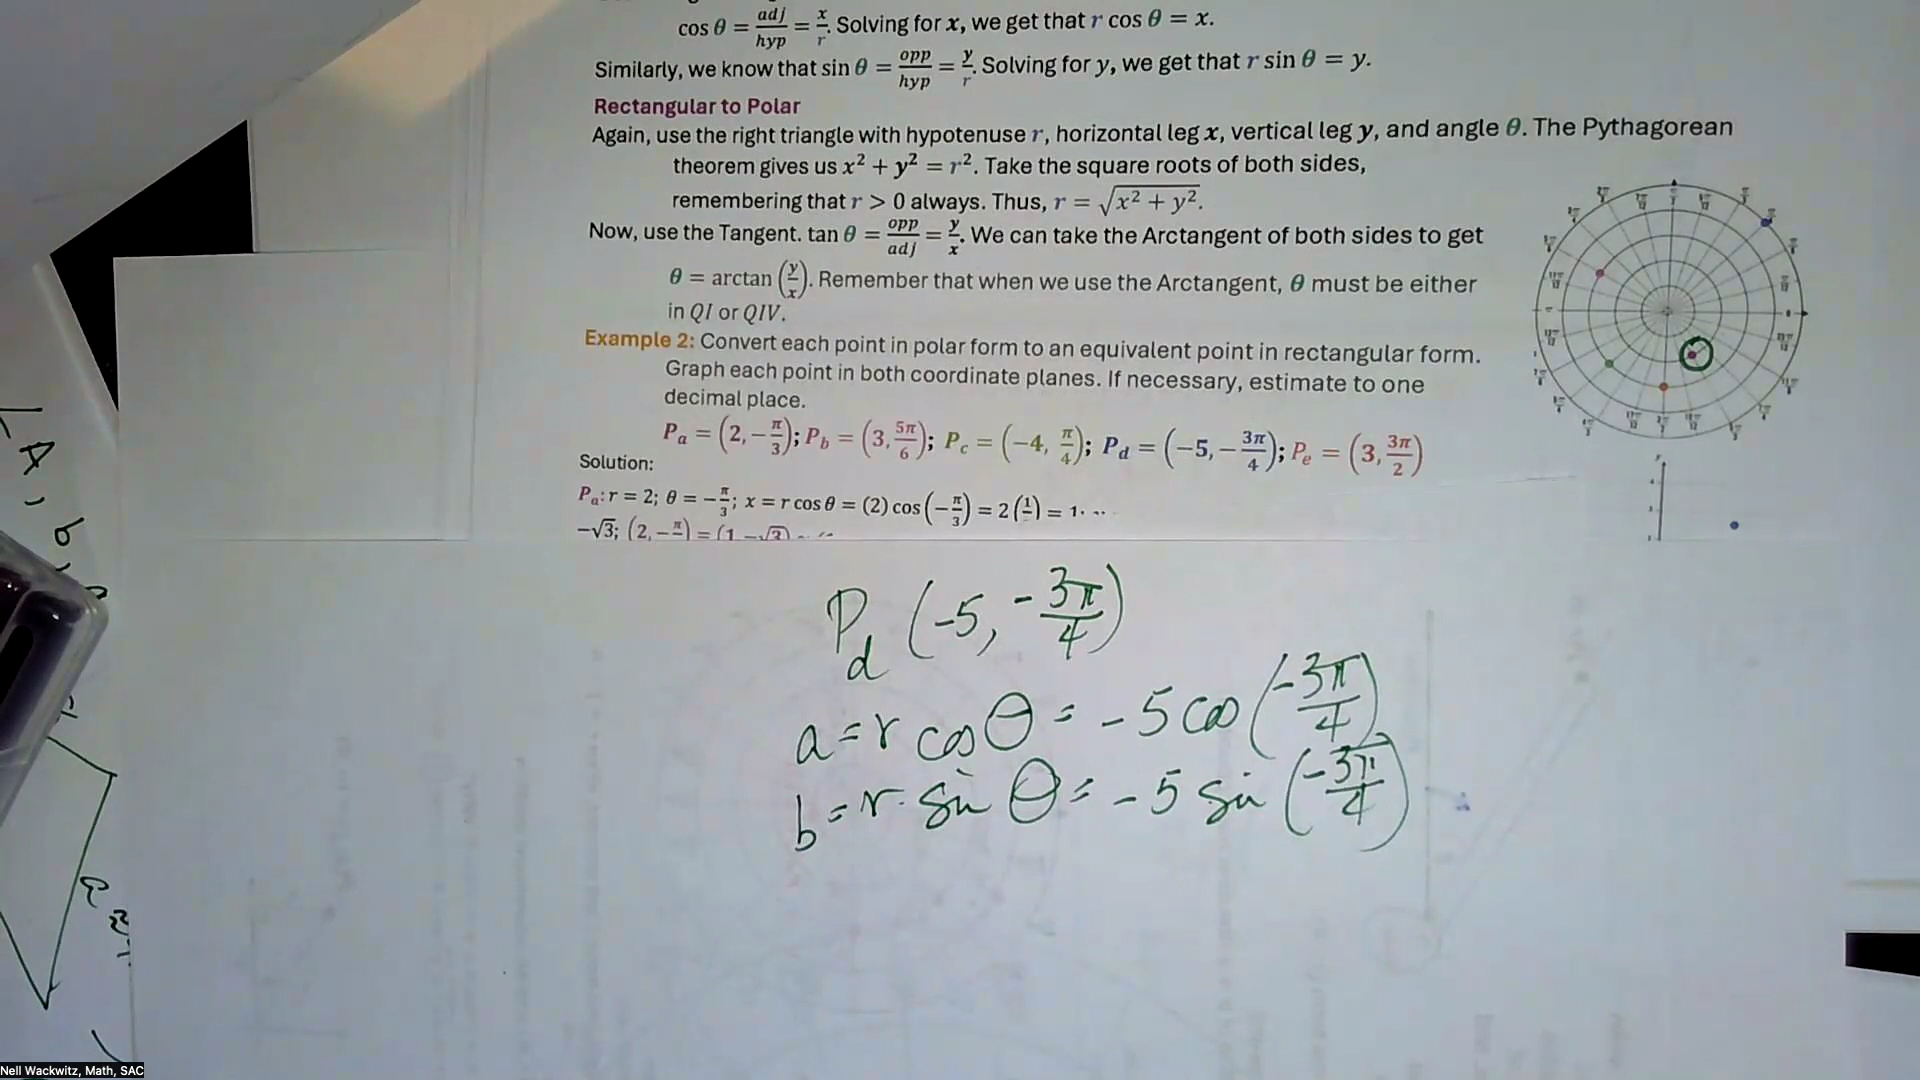 cos θ = adj/hyp = x/r. Solving for x, we get that r cos θ = x.
Similarly, we know that sin θ = opp/hyp = y/r. Solving for y, we get that r sin θ = y.
Rectangular to Polar
Again, use the right triangle with hypotenuse r, horizontal leg x, vertical leg y, and angle θ. The Pythagorean
theorem gives us x² + y² = r². Take the square roots of both sides,
remembering that r > 0 always. Thus, r = √(x² + y²).
Now, use the Tangent. tan θ = opp/adj = y/x. We can take the Arctangent of both sides to get
θ = arctan (y/x). Remember that when we use the Arctangent, θ must be either
in QI or QIV.
Example 2: Convert each point in polar form to an equivalent point in rectangular form.
Graph each point in both coordinate planes. If necessary, estimate to one
decimal place.
Pa = (2, −π/3); Pb = (3, 5π/6); Pc = (−4, π/4); Pd = (−5, −3π/4); Pe = (3, 3π/2)
Solution:
Pa: r = 2; θ = −π/3; x = r cos θ = (2) cos (−π/3) = 2 (1/) = 1
−√3; (2, −π/) = (1, −√3)
Pd (-5, -3π/4)
a = r cos θ = -5 cos (-3π/4)
b = r · sin θ = -5 sin (-3π/4)
A, b,
Nell Wackwitz, Math, SAC